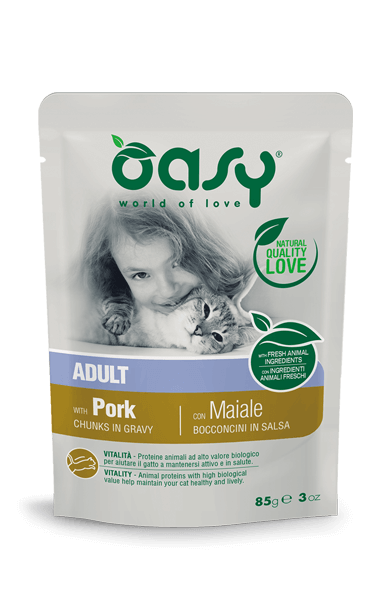 Oasy®
world of love
NATURAL
QUALITY
LOVE
WITH FRESH ANIMAL
INGREDIENTS
CON INGREDIENTI
ANIMALI FRESCHI
ADULT
WITH Pork
CHUNKS IN GRAVY
CON Maiale
BOCCONCINI IN SALSA
VITALITÀ - Proteine animali ad alto valore biologico
per aiutare il gatto a mantenersi attivo e in salute.
VITALITY - Animal proteins with high biological
value help maintain your cat healthy and lively.
85g e 3 oz